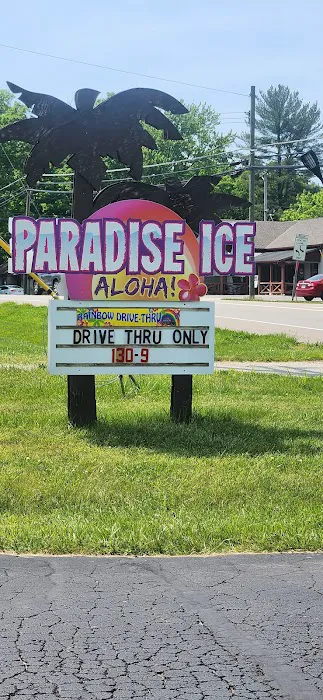 PARADISE ICE
ALOHA!
RAINBOW DRIVE-THRU
DRIVE THRU ONLY
130-9